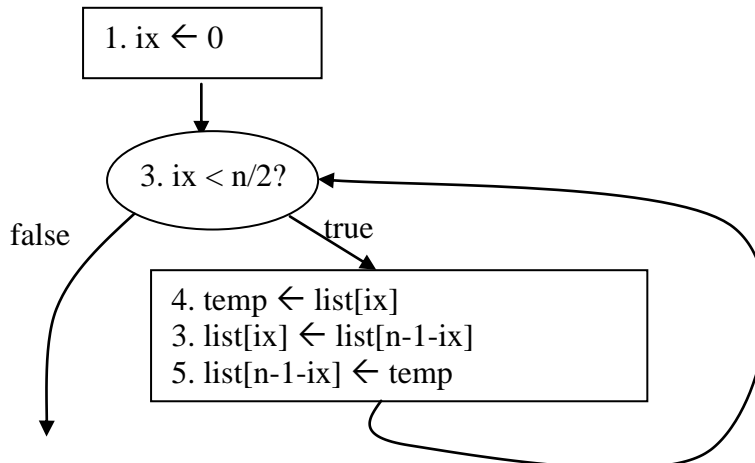 1. ix ← 0
3. ix < n/2?
false
true
4. temp ← list[ix]
3. list[ix] ← list[n-1-ix]
5. list[n-1-ix] ← temp